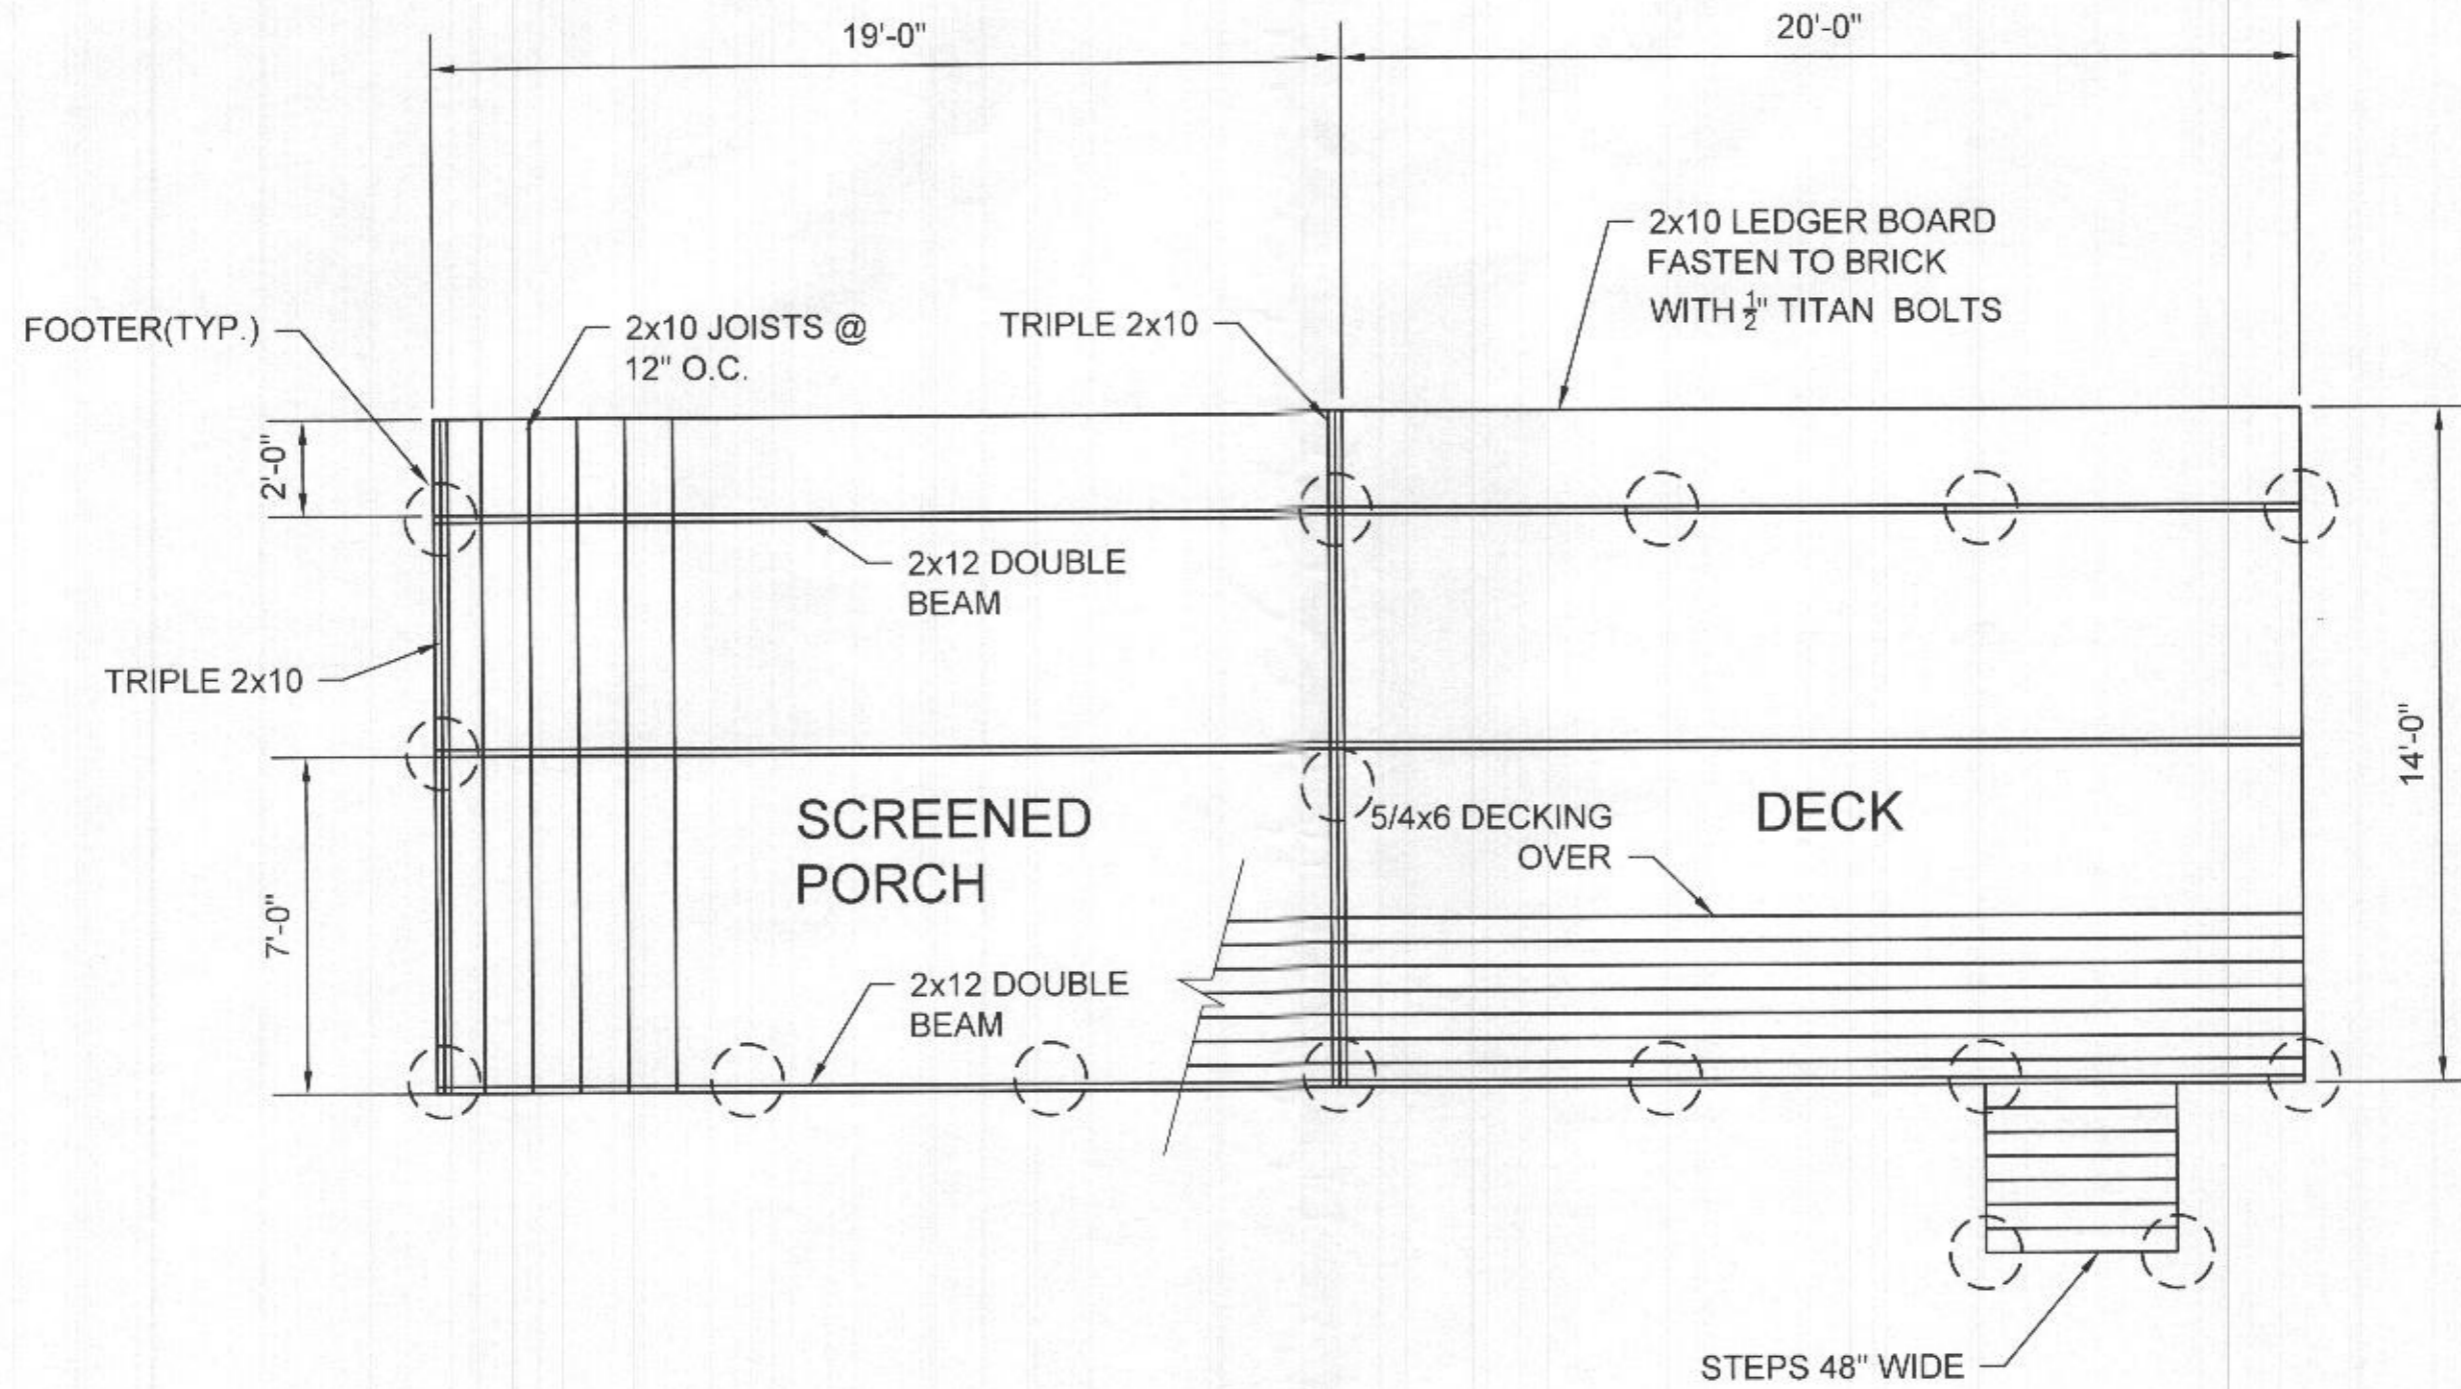 19'-0"
20'-0"
2x10 LEDGER BOARD
FASTEN TO BRICK
WITH ½" TITAN BOLTS
FOOTER(TYP.)
2x10 JOISTS @
12" O.C.
TRIPLE 2x10
2'-0"
2x12 DOUBLE
BEAM
TRIPLE 2x10
14'-0"
SCREENED
PORCH
DECK
5/4x6 DECKING
OVER
7'-0"
2x12 DOUBLE
BEAM
STEPS 48" WIDE